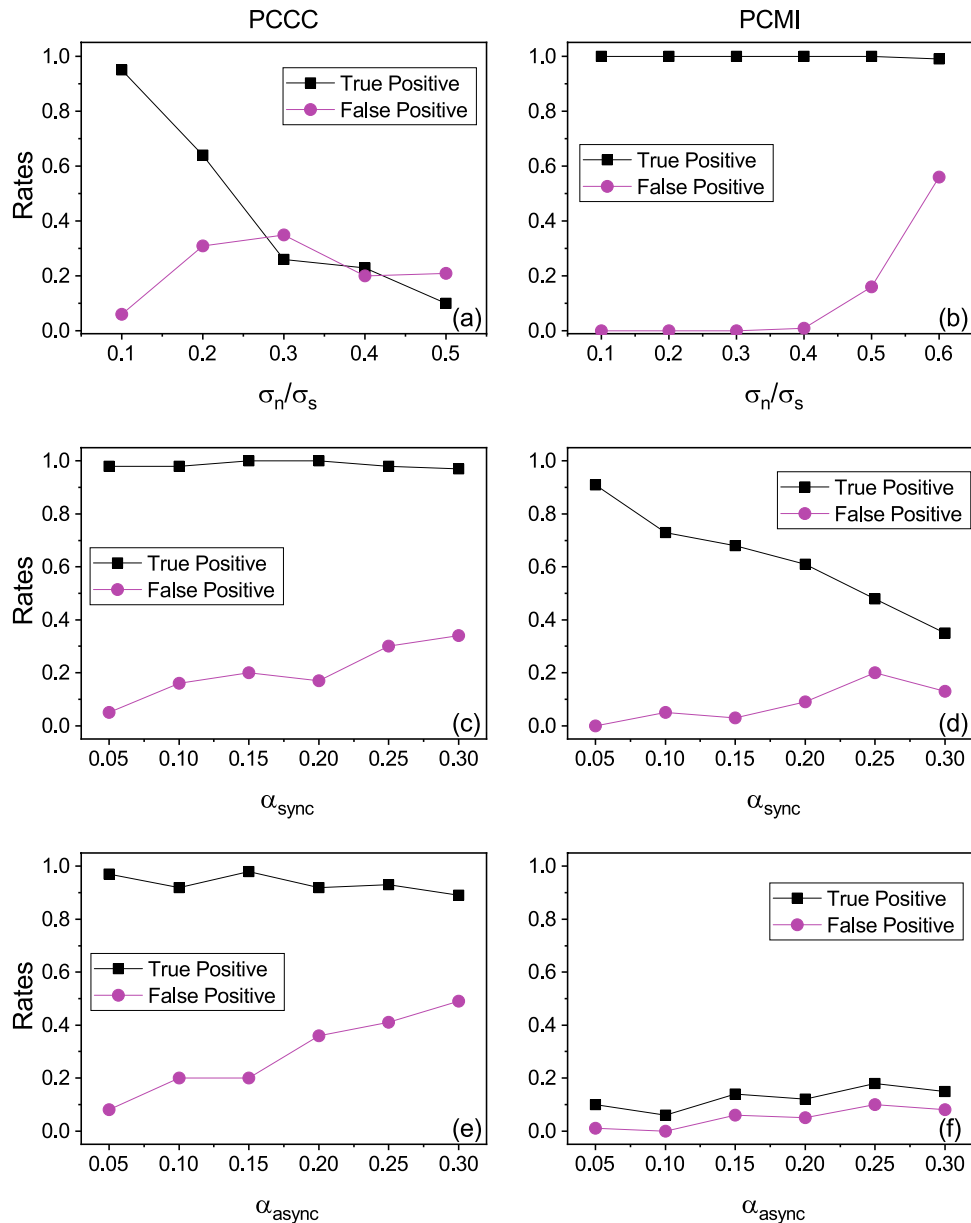 PCCC PCMI
1.0 True Positive 1.0
0.8 False Positive 0.8
Rates 0.6 0.6 True Positive
0.4 0.4 False Positive
0.2 0.2
0.0 (a) 0.0 (b)
0.1 0.2 0.3 0.4 0.5 0.1 0.2 0.3 0.4 0.5 0.6
σn/σs σn/σs
1.0 1.0 True Positive
0.8 0.8 False Positive
Rates 0.6 True Positive 0.6
0.4 False Positive 0.4
0.2 0.2
0.0 (c) 0.0 (d)
0.05 0.10 0.15 0.20 0.25 0.30 0.05 0.10 0.15 0.20 0.25 0.30
αsync αsync
1.0 1.0 True Positive
0.8 0.8 False Positive
Rates 0.6 True Positive 0.6
0.4 False Positive 0.4
0.2 0.2
0.0 (e) 0.0 (f)
0.05 0.10 0.15 0.20 0.25 0.30 0.05 0.10 0.15 0.20 0.25 0.30
αasync αasync